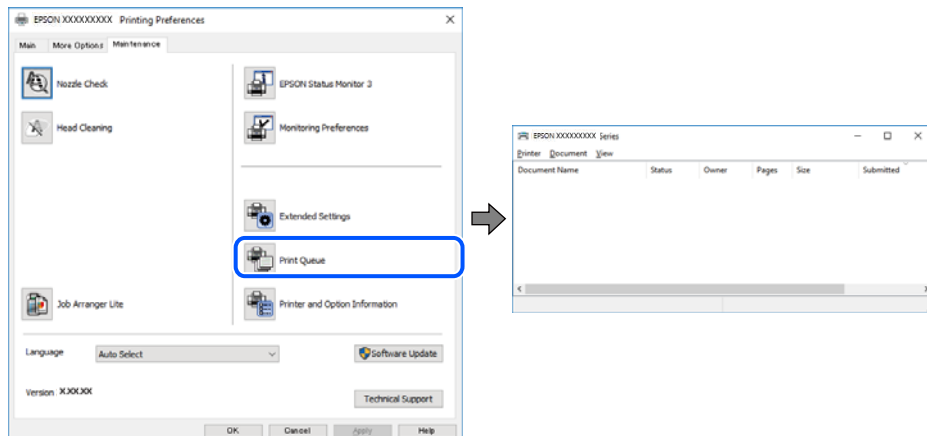 EPSON XXXXXXXXX Printing Preferences
Main More Options Maintenance
Nozzle Check
Head Cleaning
Job Arranger Lite
EPSON Status Monitor 3
Monitoring Preferences
Extended Settings
Print Queue
Printer and Option Information
Language Auto Select Software Update
Version X.XX.XX Technical Support
OK Cancel Apply Help
EPSON XXXXXXXXX Series
Printer Document View
Document Name Status Owner Pages Size Submitted